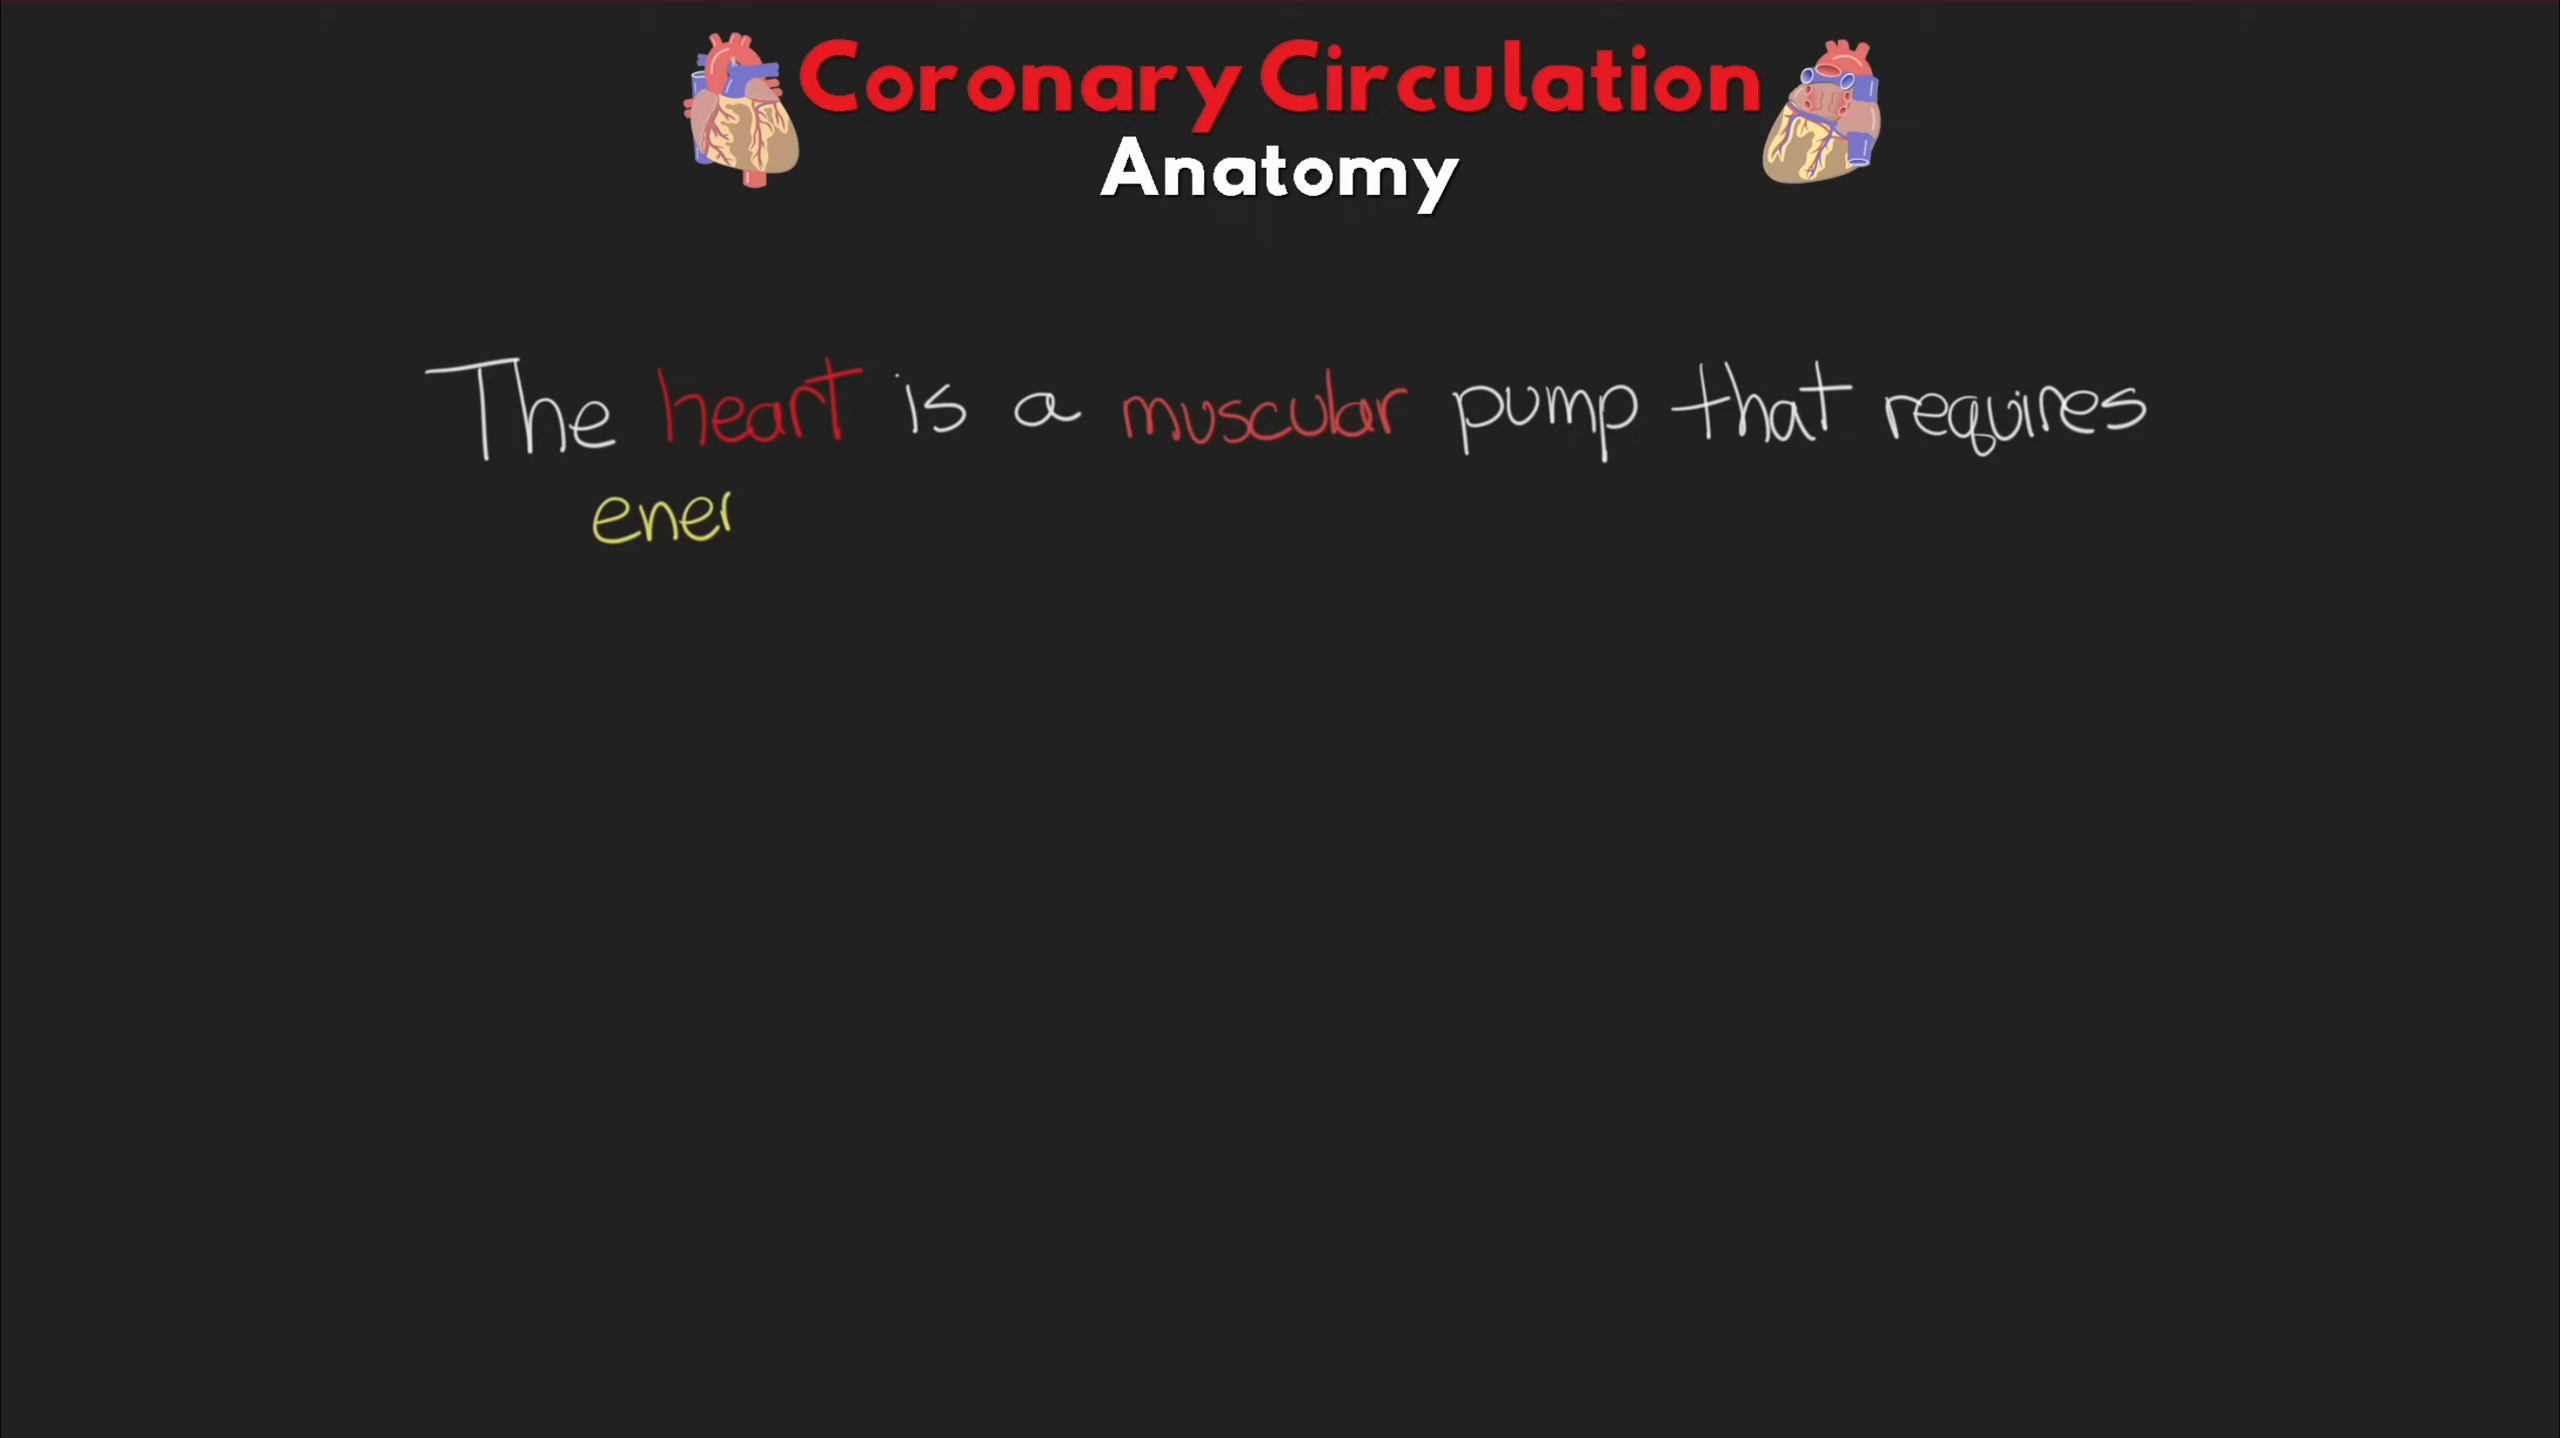 Coronary Circulation
Anatomy
The heart is a muscular pump that requires
ener